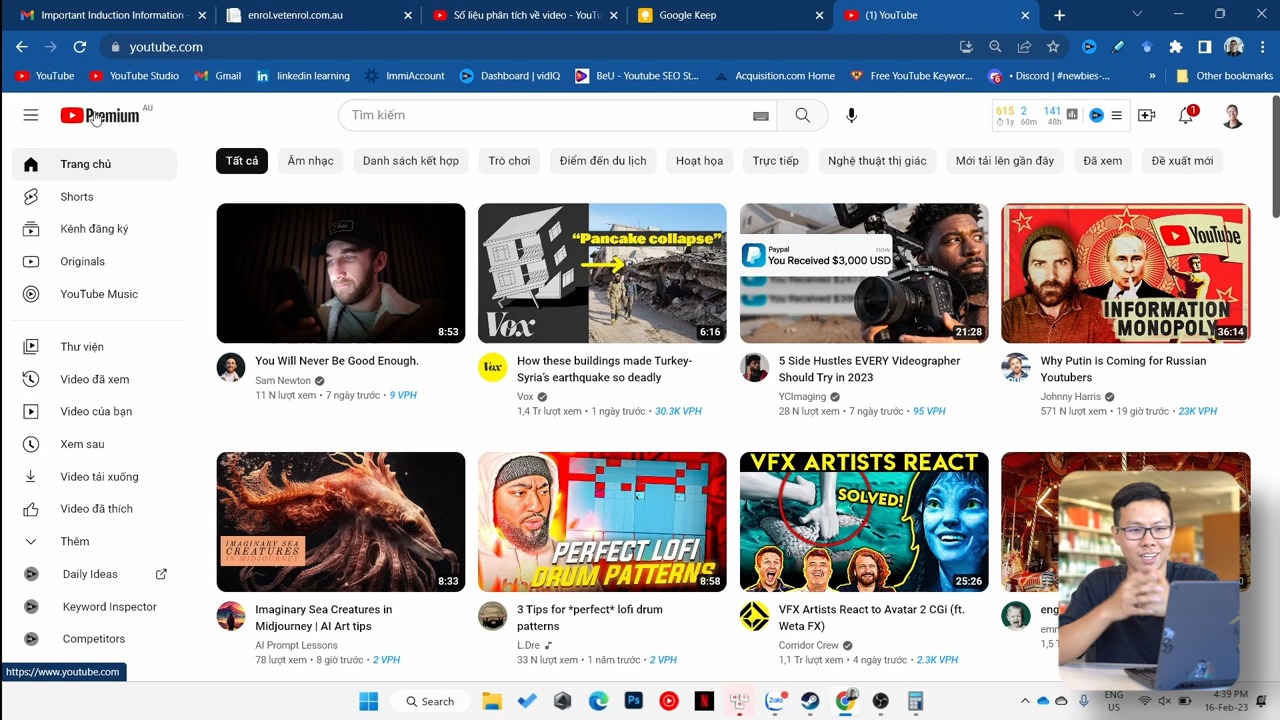 Important Induction Information -
enrol.vetenrol.com.au
Số liệu phân tích về video - YouTu
Google Keep
(1) YouTube
youtube.com
YouTube
YouTube Studio
Gmail
linkedin learning
ImmiAccount
Dashboard | vidIQ
BeU - Youtube SEO St...
Acquisition.com Home
Free YouTube Keywor...
• Discord | #newbies-...
»
Other bookmarks
Premium
AU
Tìm kiếm
615
2
141
1y
60m
48h
1
Trang chủ
Shorts
Kênh đăng ký
Originals
YouTube Music
Thư viện
Video đã xem
Video của bạn
Xem sau
Video tải xuống
Video đã thích
Thêm
Daily Ideas
Keyword Inspector
Competitors
https://www.youtube.com
Tất cả
Âm nhạc
Danh sách kết hợp
Trò chơi
Điểm đến du lịch
Hoạt họa
Trực tiếp
Nghệ thuật thị giác
Mới tải lên gần đây
Đã xem
Đề xuất mới
8:53
You Will Never Be Good Enough.
Sam Newton
11 N lượt xem • 7 ngày trước • 9 VPH
"Pancake collapse"
Vox
6:16
Vox
How these buildings made Turkey-
Syria's earthquake so deadly
Vox
1,4 Tr lượt xem • 1 ngày trước • 30.3K VPH
Paypal
now
You Received $3,000 USD
21:28
5 Side Hustles EVERY Videographer
Should Try in 2023
YCImaging
28 N lượt xem • 7 ngày trước • 95 VPH
YouTube
INFORMATION
MONOPOLY
36:14
Why Putin is Coming for Russian
Youtubers
Johnny Harris
571 N lượt xem • 19 giờ trước • 23K VPH
IMAGINARY SEA
CREATURES
IN MIDJOURNEY
8:33
Imaginary Sea Creatures in
Midjourney | AI Art tips
AI Prompt Lessons
78 lượt xem • 8 giờ trước • 2 VPH
PERFECT LOFI
DRUM PATTERNS
8:58
3 Tips for *perfect* lofi drum
patterns
L.Dre
33 N lượt xem • 1 năm trước • 2 VPH
VFX ARTISTS REACT
SOLVED!
25:26
VFX Artists React to Avatar 2 CGi (ft.
Weta FX)
Corridor Crew
1,1 Tr lượt xem • 4 ngày trước • 2.3K VPH
eng
1,5
Search
Zalo
ENG
US
4:39 PM
16-Feb-23